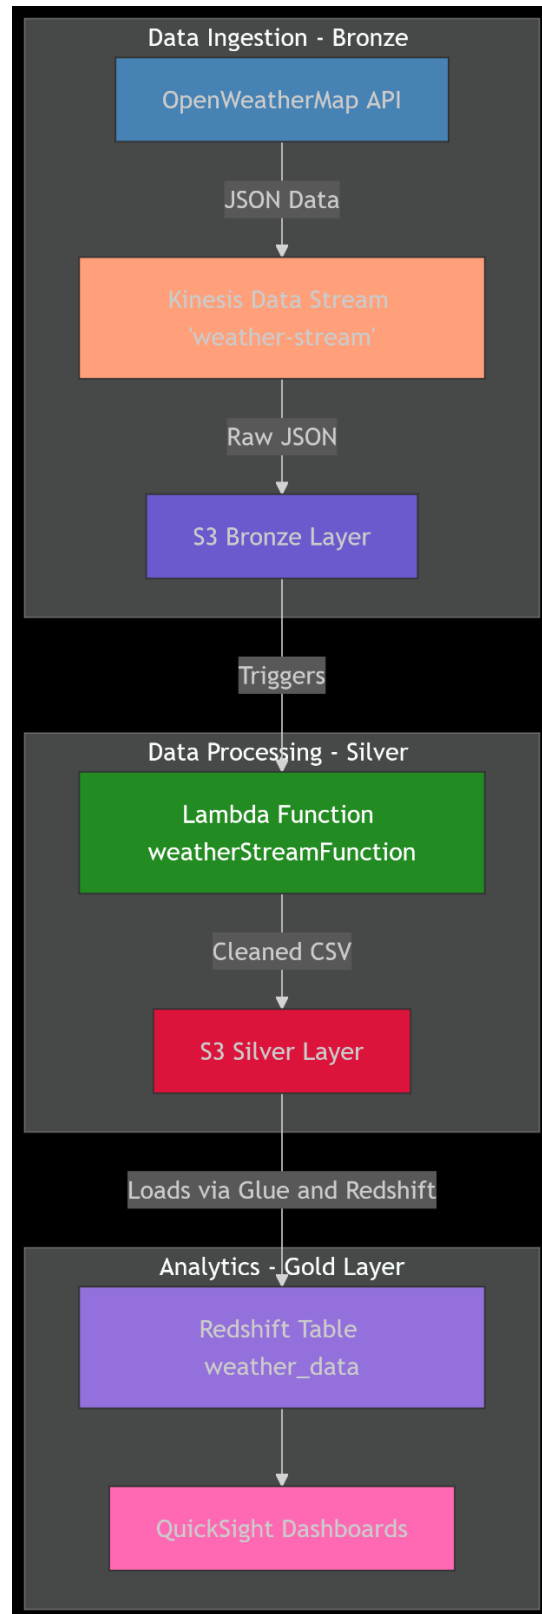 Data Ingestion - Bronze
OpenWeatherMap API
JSON Data
Kinesis Data Stream
'weather-stream'
Raw JSON
S3 Bronze Layer
Triggers
Data Processing - Silver
Lambda Function
weatherStreamFunction
Cleaned CSV
S3 Silver Layer
Loads via Glue and Redshift
Analytics - Gold Layer
Redshift Table
weather_data
QuickSight Dashboards